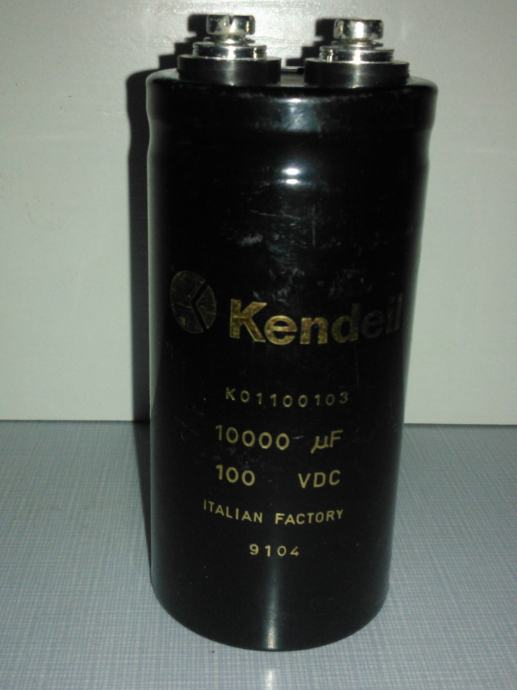 Kendeil
K01100103
10000 µF
100 VDC
ITALIAN FACTORY
9104